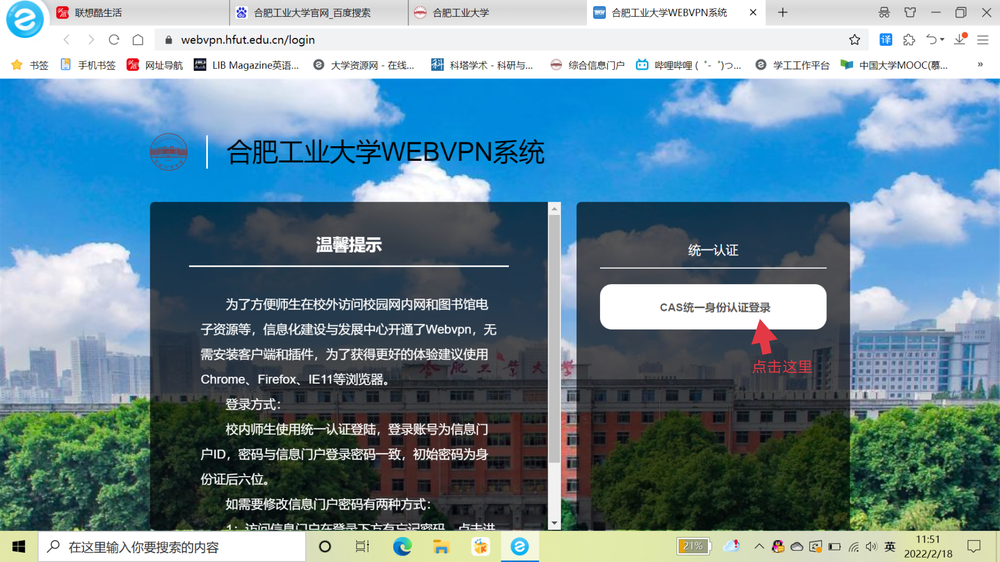 联想酷生活
合肥工业大学官网_百度搜索
合肥工业大学
合肥工业大学WEBVPN系统
webvpn.hfut.edu.cn/login
译
书签
手机书签
网址导航
LIB Magazine英语...
大学资源网 - 在线...
科塔学术 - 科研与...
综合信息门户
哔哩哔哩 ( ゜- ゜)つ...
学工工作平台
中国大学MOOC(慕...
»
合肥工业大学WEBVPN系统
温馨提示
为了方便师生在校外访问校园网内网和图书馆电
子资源等，信息化建设与发展中心开通了Webvpn，无
需安装客户端和插件，为了获得更好的体验建议使用
Chrome、Firefox、IE11等浏览器。
登录方式：
校内师生使用统一认证登陆，登录账号为信息门
户ID，密码与信息门户登录密码一致，初始密码为身
份证后六位。
如需要修改信息门户密码有两种方式：
1：访问信息门户在登录下方有忘记密码，点击进
统一认证
CAS统一身份认证登录
点击这里
合肥工业大学
在这里输入你要搜索的内容
21%
英
11:51
2022/2/18